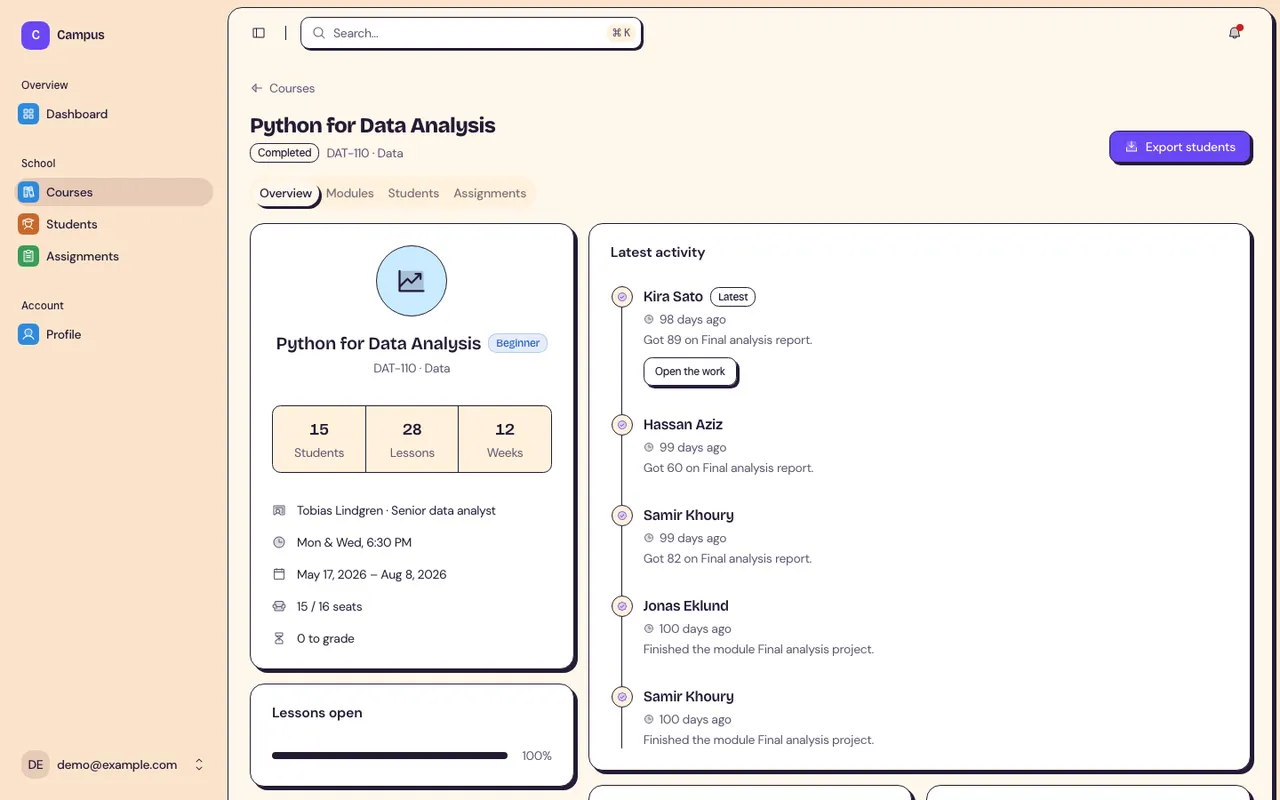 C Campus
Overview
Dashboard
School
Courses
Students
Assignments
Account
Profile
DE demo@example.com
Search...
⌘ K
Courses
Python for Data Analysis
Completed DAT-110 · Data
Export students
Overview Modules Students Assignments
Python for Data Analysis Beginner
DAT-110 · Data
15 28 12
Students Lessons Weeks
Tobias Lindgren · Senior data analyst
Mon & Wed, 6:30 PM
May 17, 2026 – Aug 8, 2026
15 / 16 seats
0 to grade
Lessons open
100%
Latest activity
Kira Sato Latest
98 days ago
Got 89 on Final analysis report.
Open the work
Hassan Aziz
99 days ago
Got 60 on Final analysis report.
Samir Khoury
99 days ago
Got 82 on Final analysis report.
Jonas Eklund
100 days ago
Finished the module Final analysis project.
Samir Khoury
100 days ago
Finished the module Final analysis project.